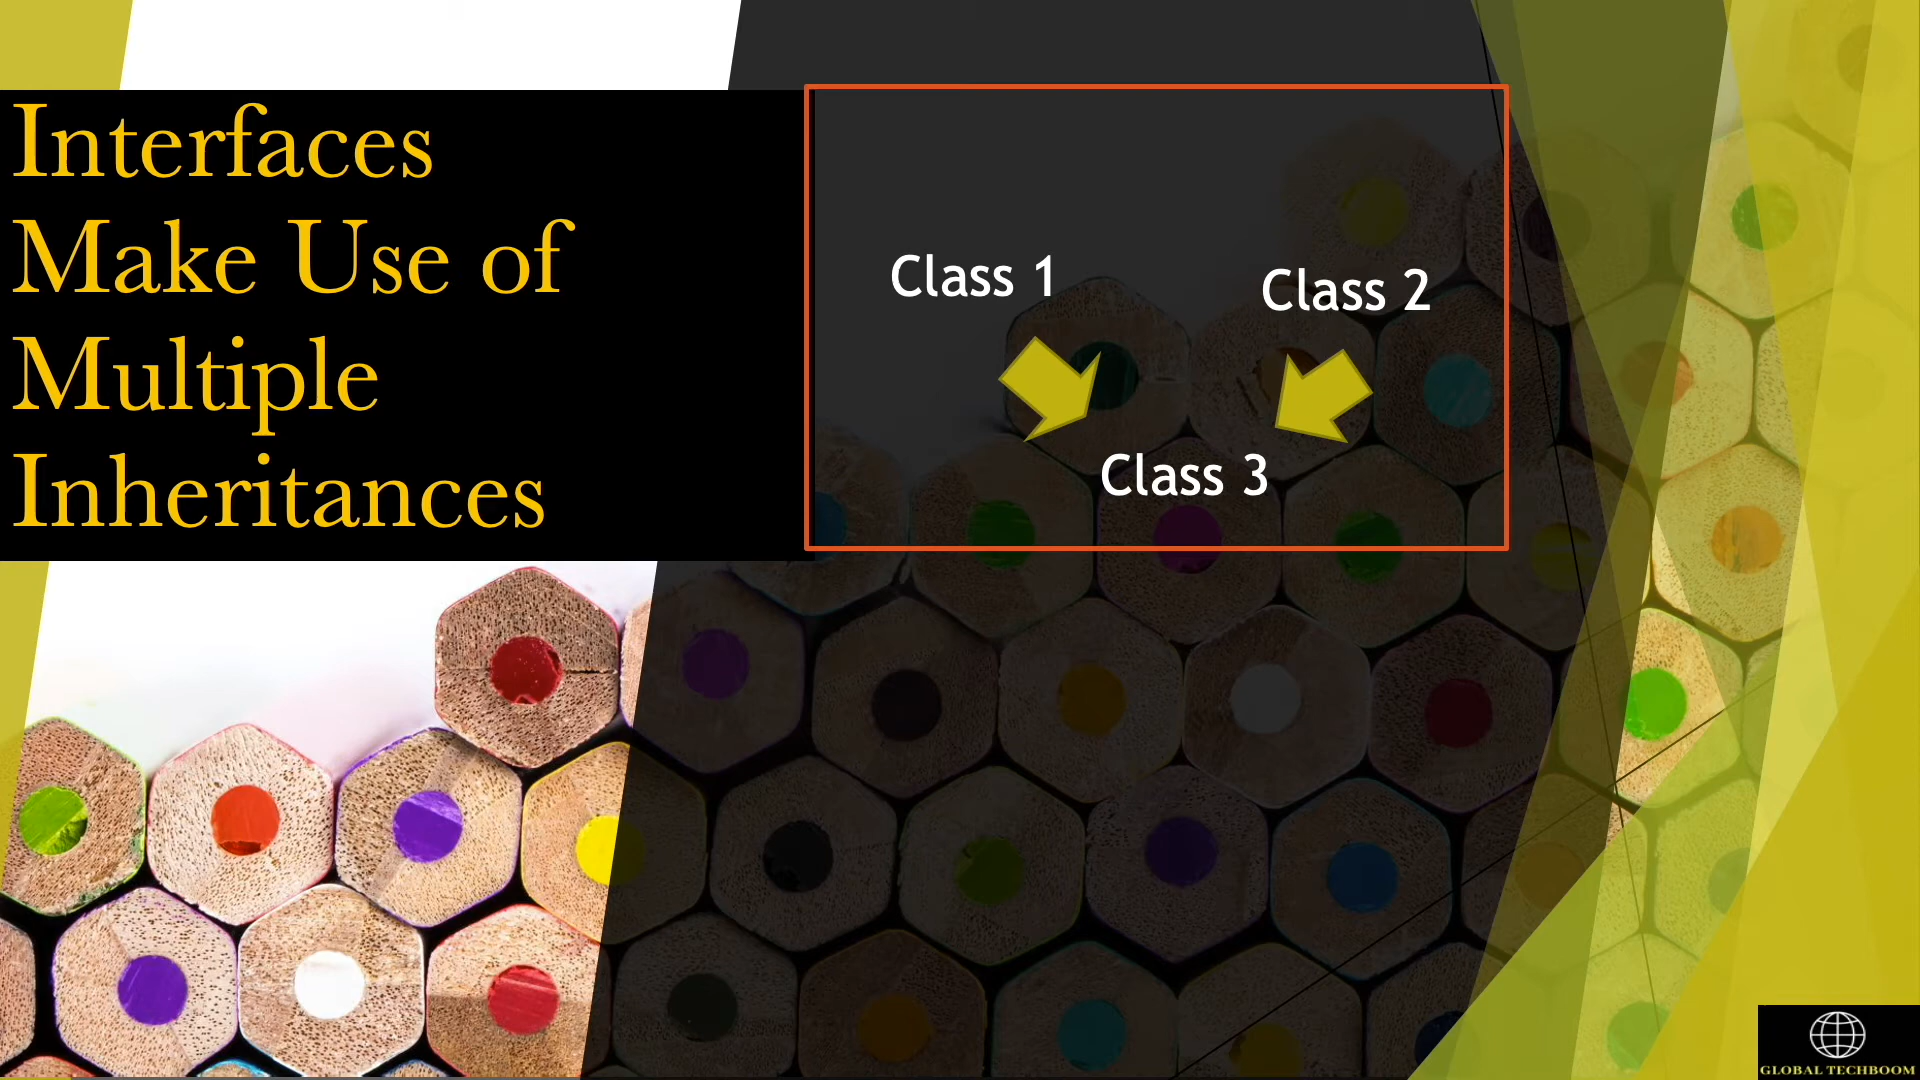 Interfaces
Make Use of
Multiple
Inheritances
Class 1
Class 2
Class 3
GLOBAL TECHBOOM